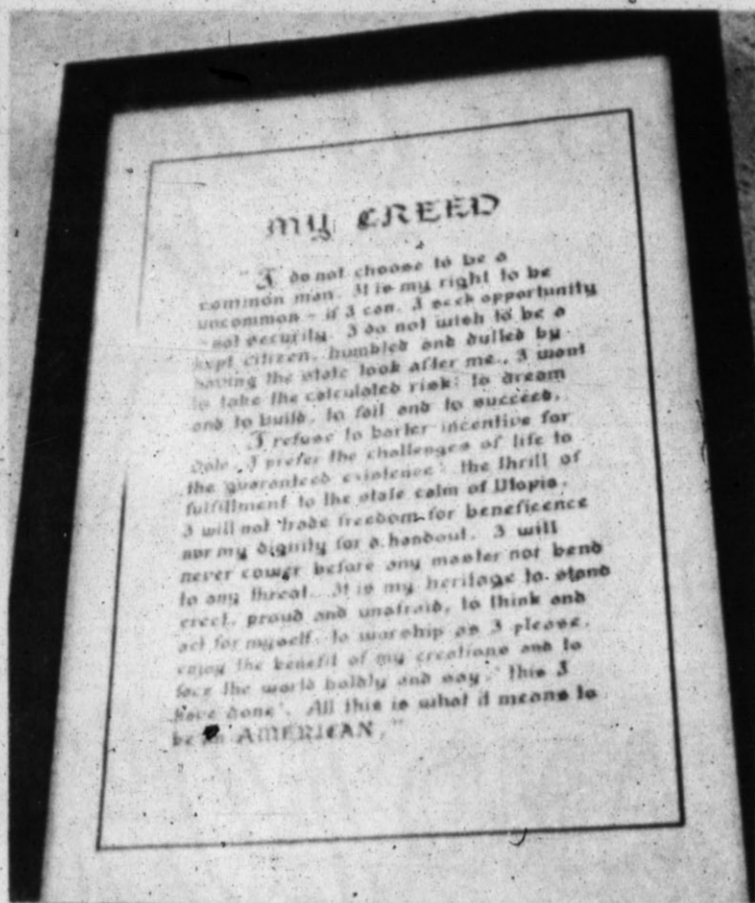 MY CREED
"I do not choose to be a
common man. It is my right to be
uncommon - if I can. I seek opportunity
- not security. I do not wish to be a
kept citizen, humbled and dulled by
having the state look after me. I want
to take the calculated risk: to dream
and to build, to fail and to succeed.
I refuse to barter incentive for
dole. I prefer the challenges of life to
the guaranteed existence: the thrill of
fulfillment to the stale calm of Utopia.
I will not trade freedom for beneficence
nor my dignity for a handout. I will
never cower before any master nor bend
to any threat. It is my heritage to stand
erect, proud and unafraid, to think and
act for myself, to worship as I please,
enjoy the benefit of my creations and to
face the world boldly and say, "this I
have done". All this is what it means to
be an AMERICAN."